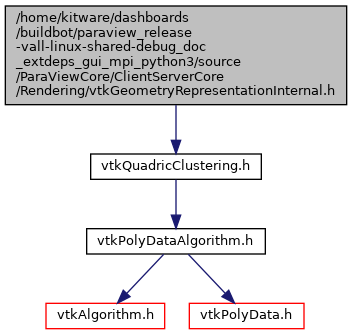 /home/kitware/dashboards
/buildbot/paraview_release
-vall-linux-shared-debug_doc
_extdeps_gui_mpi_python3/source
/ParaViewCore/ClientServerCore
/Rendering/vtkGeometryRepresentationInternal.h
vtkQuadricClustering.h
vtkPolyDataAlgorithm.h
vtkAlgorithm.h
vtkPolyData.h